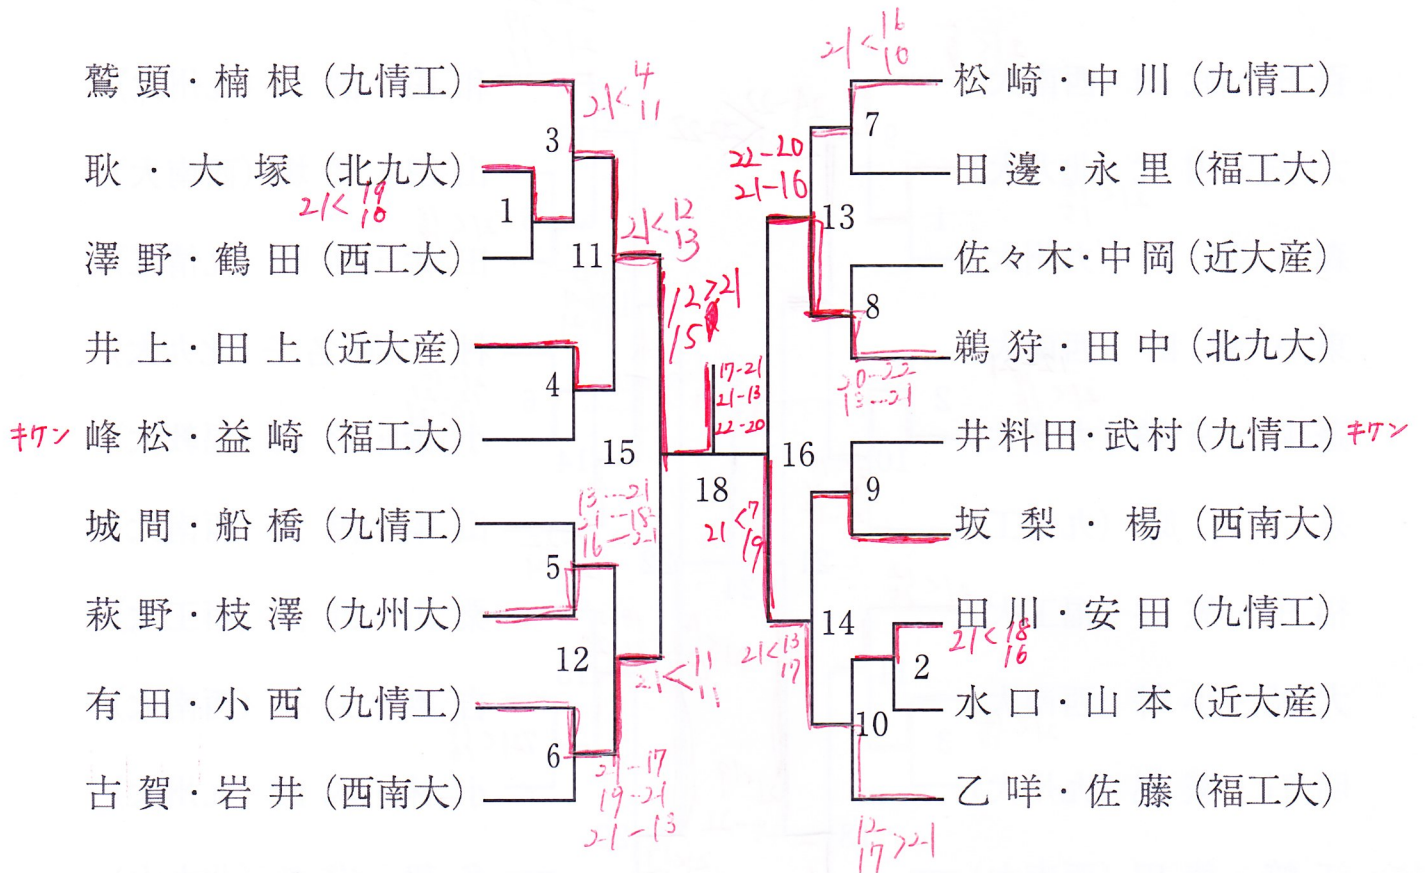 鷲頭・楠根（九情工）
21<4 11
3
耿・大塚（北九大）
21<19 10
1
澤野・鶴田（西工大）
11
21<12 13
井上・田上（近大産）
4
キケン 峰松・益崎（福工大）
15
12 15>21
城間・船橋（九情工）
13-21
21-18
16-21
5
萩野・枝澤（九州大）
12
21<11 11
有田・小西（九情工）
6
古賀・岩井（西南大）
21-17
19-21
21-13
17-21
21-13
22-20
18
21<16 10
松崎・中川（九情工）
7
田邊・永里（福工大）
22-20
21-16
13
佐々木・中岡（近大産）
8
鵜狩・田中（北九大）
20-22
13-21
16
井料田・武村（九情工）キケン
9
坂梨・楊（西南大）
21<7 19
田川・安田（九情工）
21<18 16
14
21<13 17
2
水口・山本（近大産）
10
乙咩・佐藤（福工大）
12 17>21